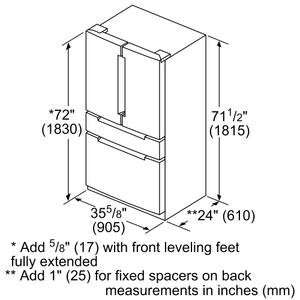 *72"
(1830)
71 1/2"
(1815)
35 5/8"
(905)
**24" (610)
* Add 5/8" (17) with front leveling feet
fully extended
** Add 1" (25) for fixed spacers on back
measurements in inches (mm)